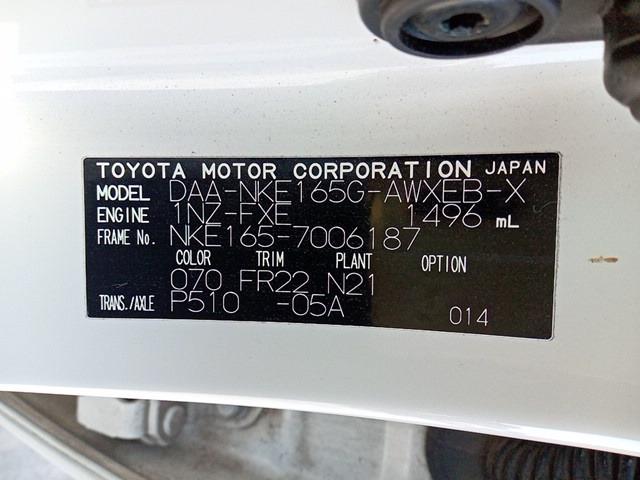 TOYOTA MOTOR CORPORATION JAPAN
MODEL DAA-NKE165G-AWXEB-X
ENGINE 1NZ-FXE 1496 mL
FRAME No. NKE165-7006187
COLOR TRIM PLANT OPTION
070 FR22 N21
TRANS./AXLE P510 -05A 014